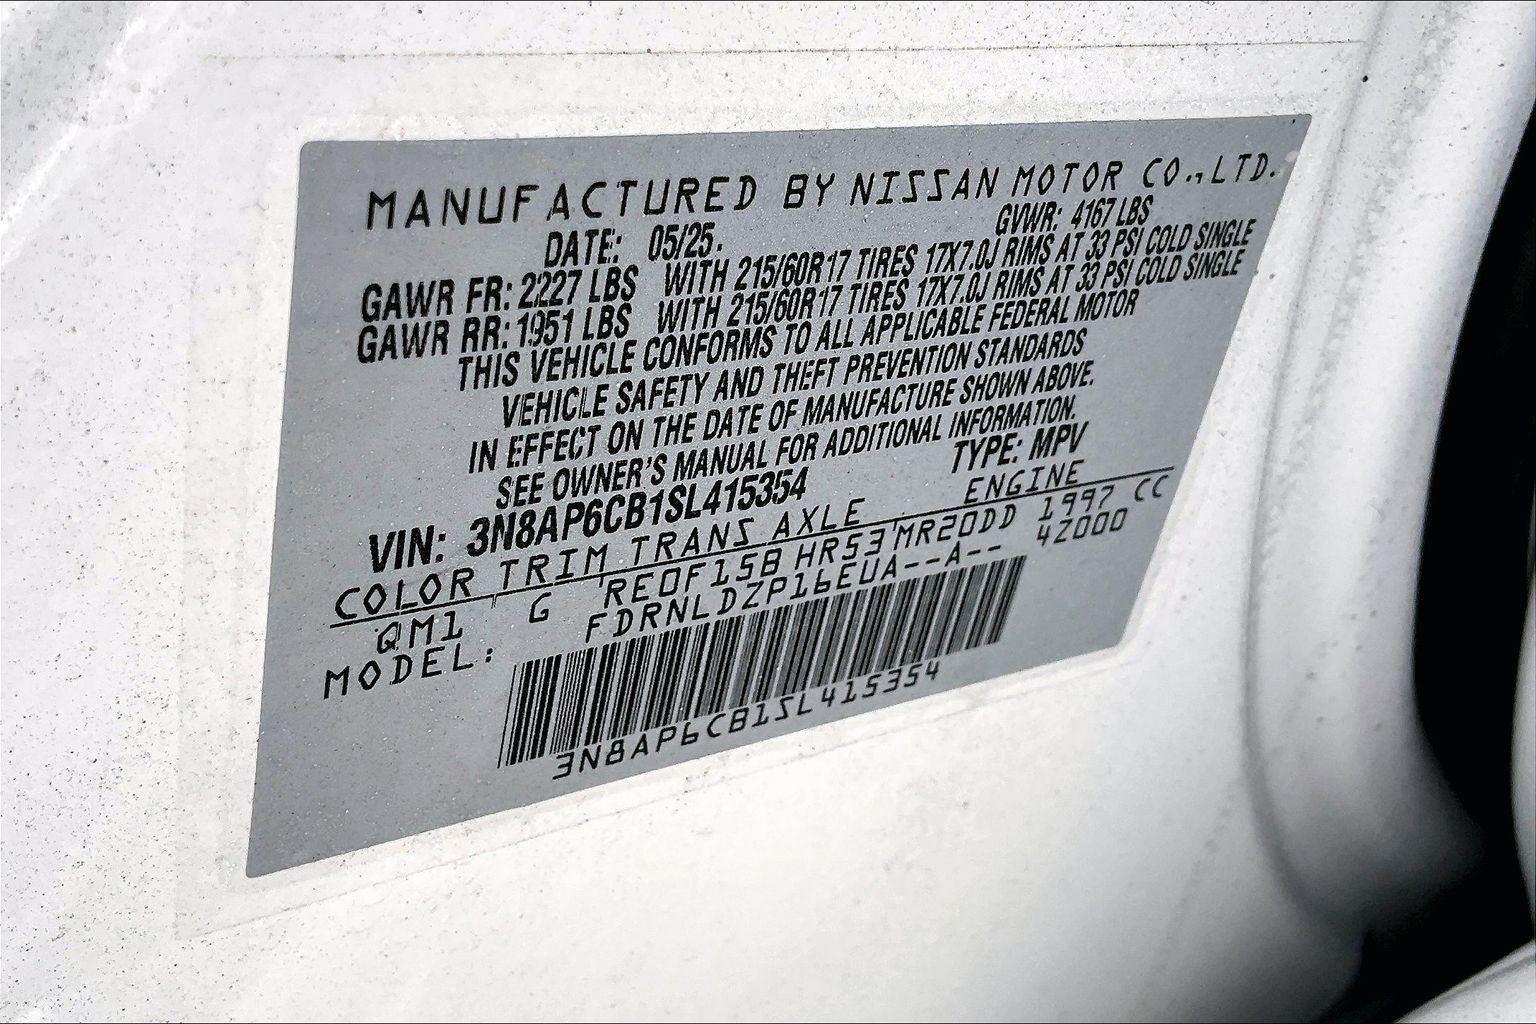 MANUFACTURED BY NISSAN MOTOR CO., LTD.
DATE: 05/25. GVWR: 4167 LBS
GAWR FR: 2227 LBS WITH 215/60R17 TIRES 17X7.0J RIMS AT 33 PSI COLD SINGLE
GAWR RR: 1951 LBS WITH 215/60R17 TIRES 17X7.0J RIMS AT 33 PSI COLD SINGLE
THIS VEHICLE CONFORMS TO ALL APPLICABLE FEDERAL MOTOR
VEHICLE SAFETY AND THEFT PREVENTION STANDARDS
IN EFFECT ON THE DATE OF MANUFACTURE SHOWN ABOVE.
SEE OWNER'S MANUAL FOR ADDITIONAL INFORMATION.
VIN: 3N8AP6CB1SL415354 TYPE: MPV
COLOR TRIM TRANS AXLE ENGINE
QM1 G RE0F15B HR53 MR20DD 1997 CC
MODEL: FDRNLDZP16EUA--A-- 4Z000
3N8AP6CB1SL415354